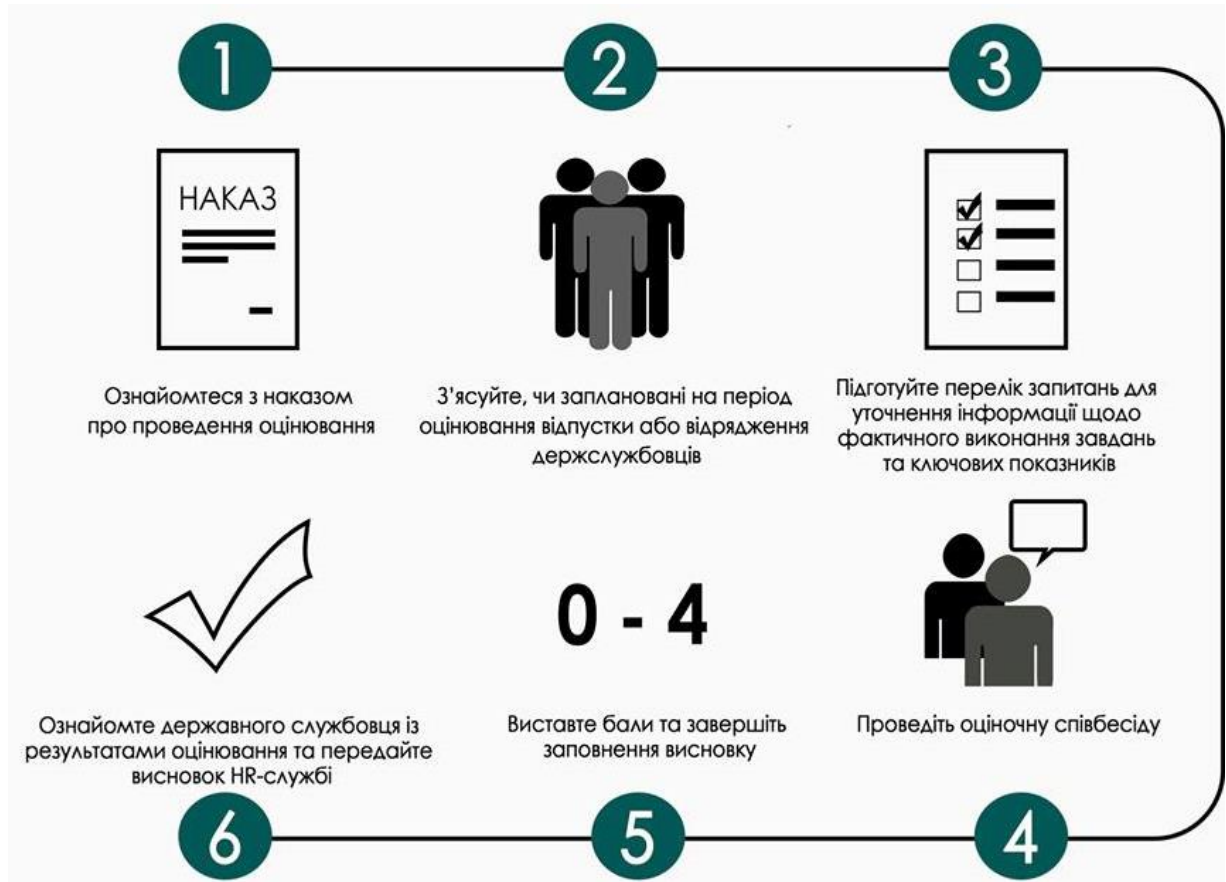 1
2
3
НАКАЗ
Ознайомтеся з наказом
про проведення оцінювання
З'ясуйте, чи заплановані на період
оцінювання відпустки або відрядження
держслужбовців
Підготуйте перелік запитань для
уточнення інформації щодо
фактичного виконання завдань
та ключових показників
4
Проведіть оціночну співбесіду
5
0 - 4
Виставте бали та завершіть
заповнення висновку
6
Ознайомте державного службовця із
результатами оцінювання та передайте
висновок HR-службі